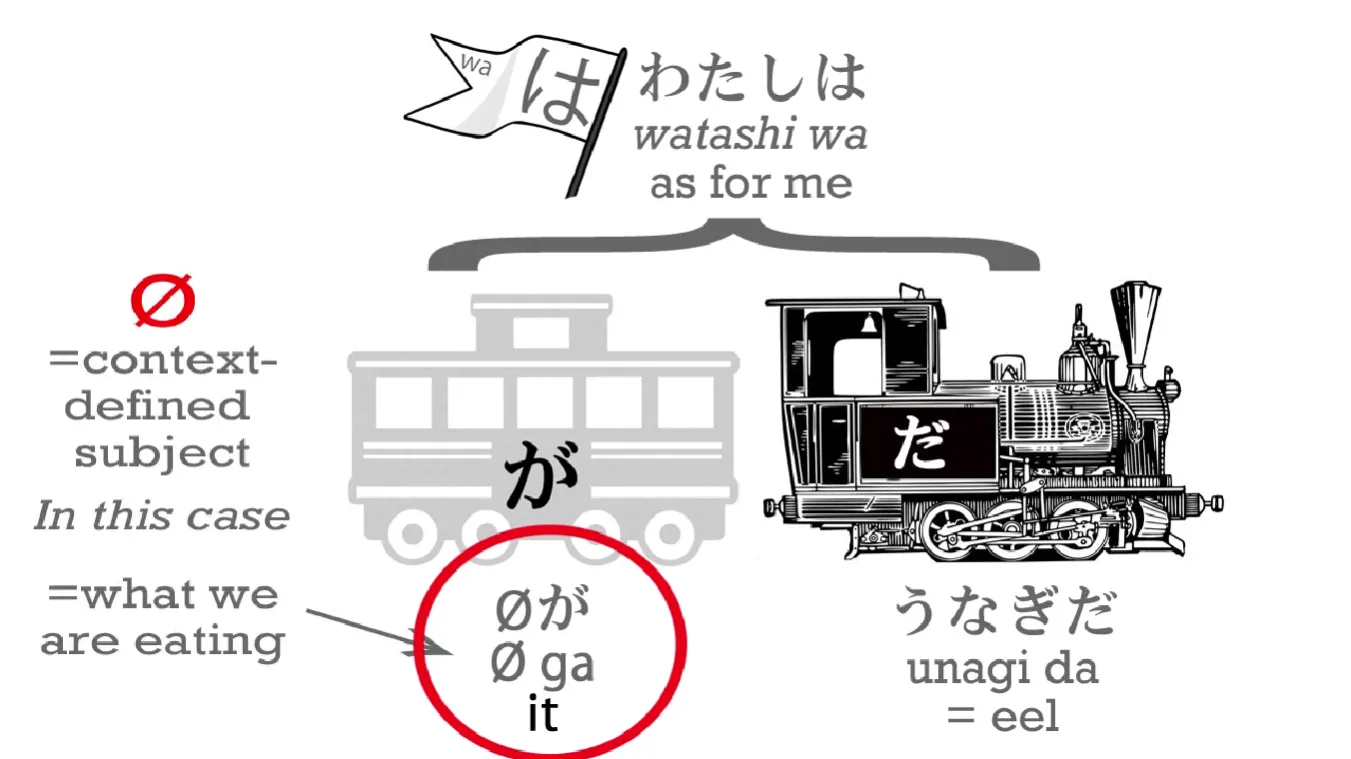 wa
は
わたしは
watashi wa
as for me
Ø
=context-
defined
subject
In this case
=what we
are eating
が
Øが
Ø ga
it
だ
うなぎだ
unagi da
= eel